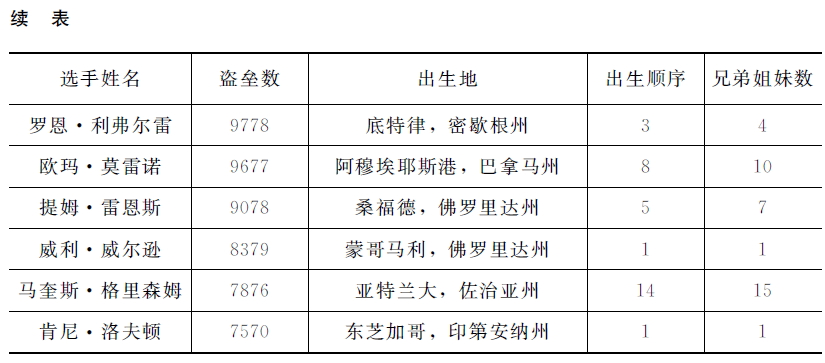 续 表
选手姓名 盗垒数 出生地 出生顺序 兄弟姐妹数
罗恩·利弗尔雷 9778 底特律，密歇根州 3 4
欧玛·莫雷诺 9677 阿穆埃耶斯港，巴拿马州 8 10
提姆·雷恩斯 9078 桑福德，佛罗里达州 5 7
威利·威尔逊 8379 蒙哥马利，佛罗里达州 1 1
马奎斯·格里森姆 7876 亚特兰大，佐治亚州 14 15
肯尼·洛夫顿 7570 东芝加哥，印第安纳州 1 1